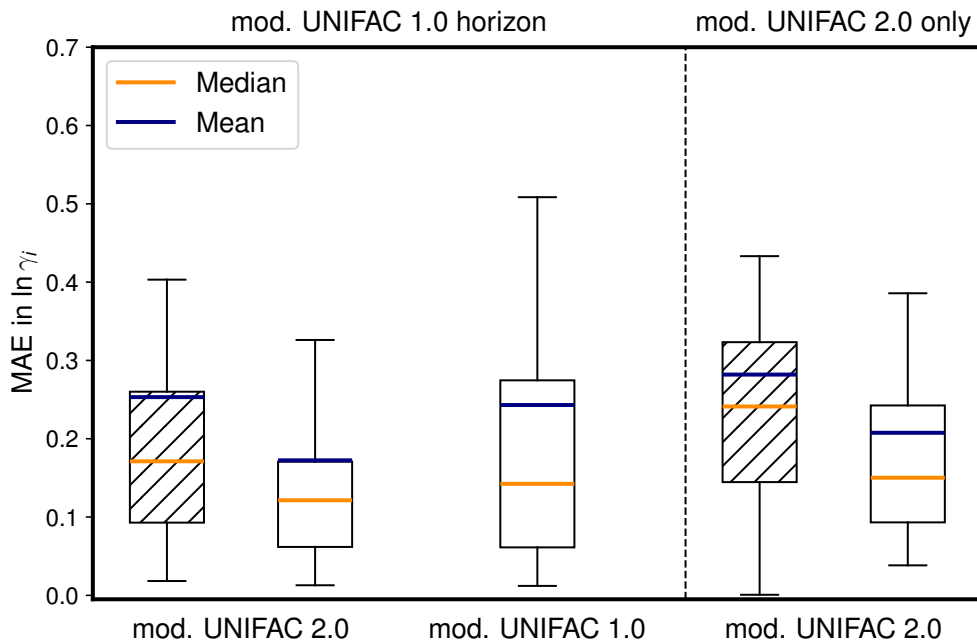 mod. UNIFAC 1.0 horizon mod. UNIFAC 2.0 only
0.7
Median
Mean
0.6
0.5
0.4
0.3
0.2
0.1
0.0
MAE in ln γi
mod. UNIFAC 2.0 mod. UNIFAC 1.0 mod. UNIFAC 2.0